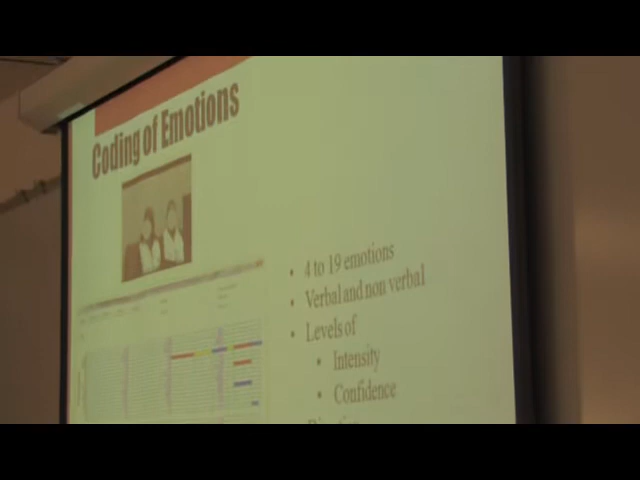 Coding of Emotions
• 4 to 19 emotions
• Verbal and non verbal
• Levels of
• Intensity
• Confidence